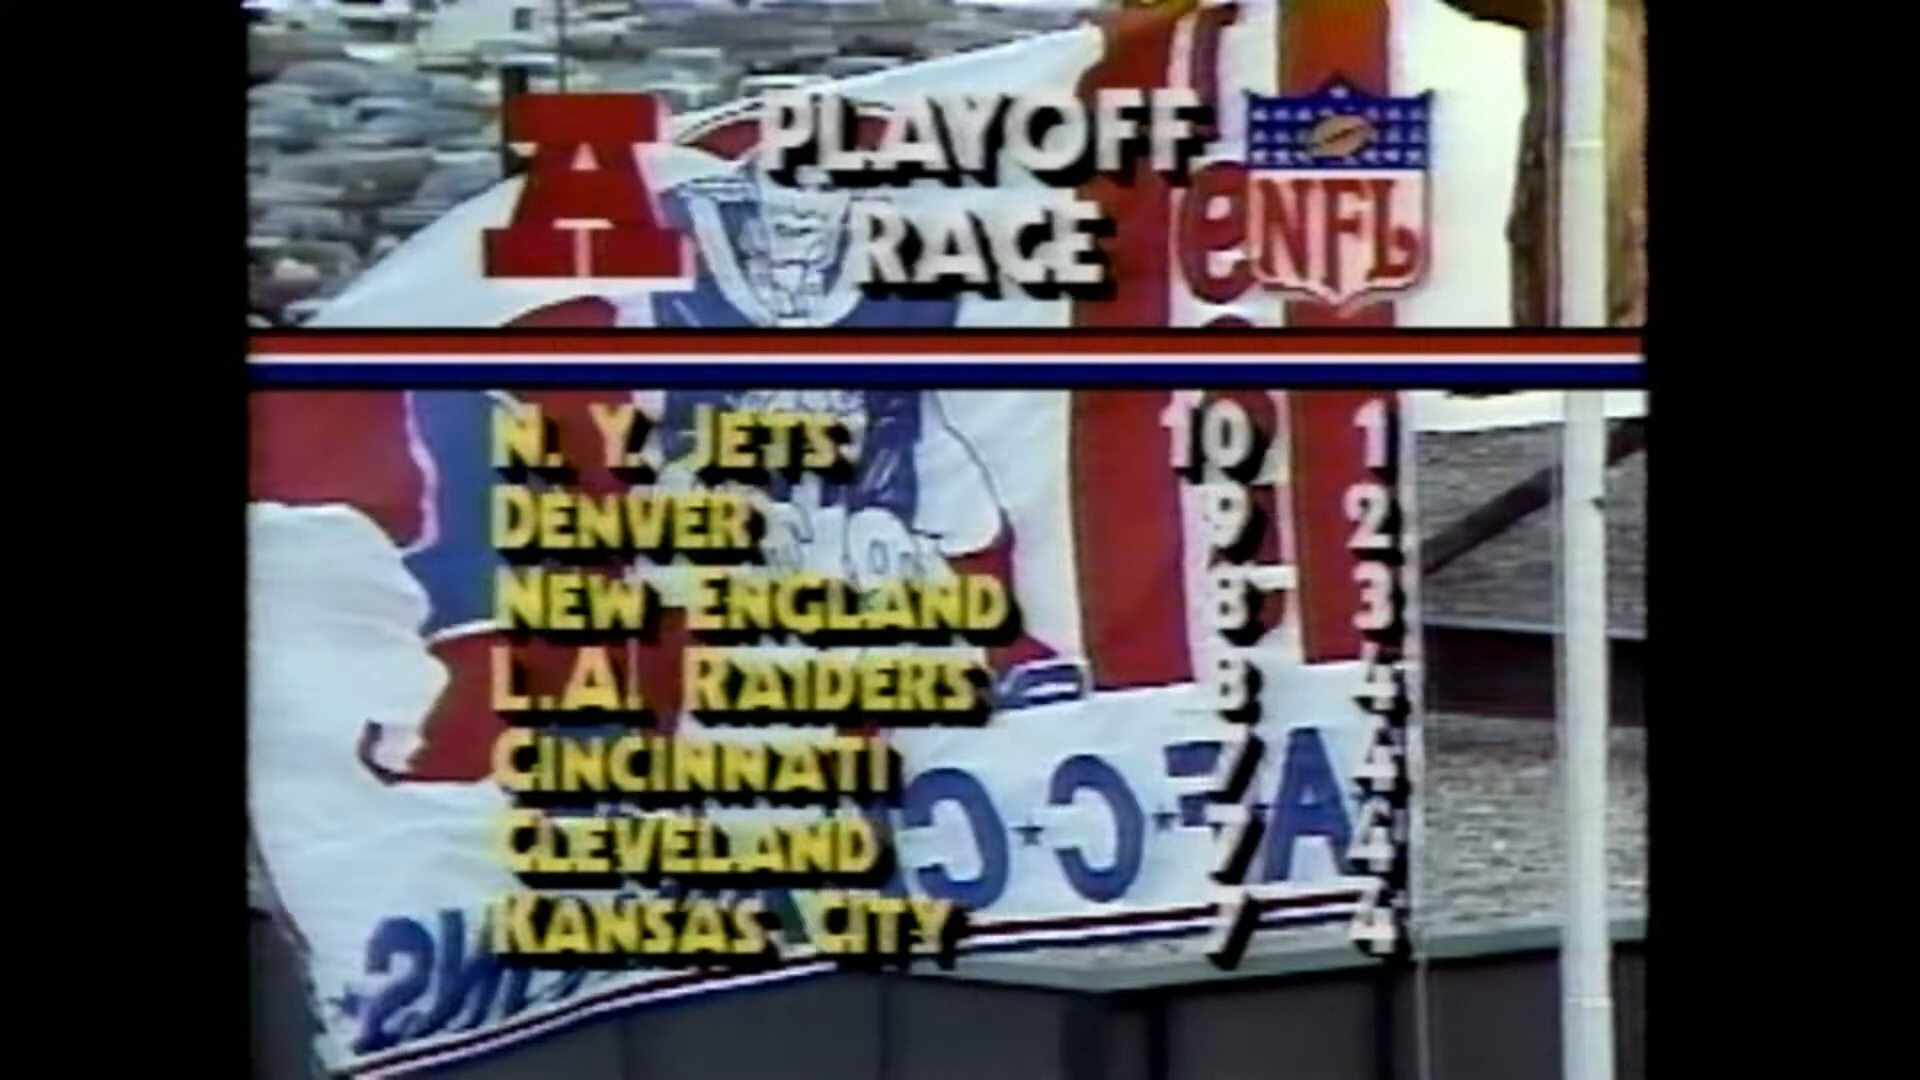 A PLAYOFF RACE NFL
N. Y. JETS 10 1
DENVER 9 2
NEW ENGLAND 8 3
L.A. RAIDERS 8 4
CINCINNATI 7 4
CLEVELAND 7 4
KANSAS CITY 7 4